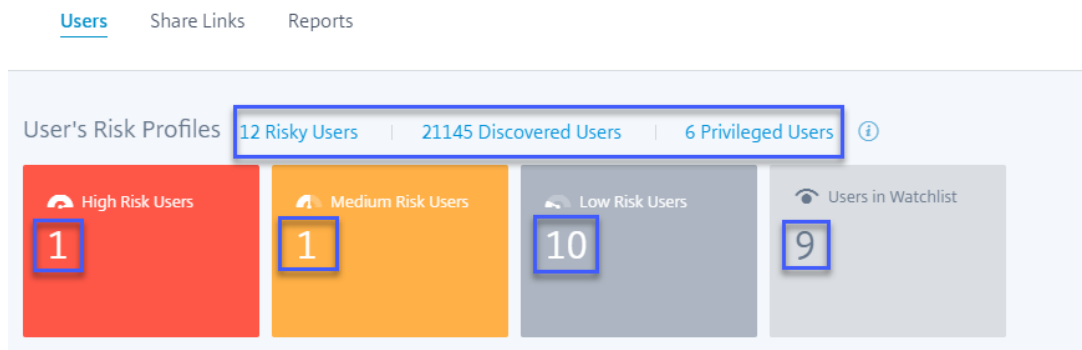 Users Share Links Reports
User's Risk Profiles 12 Risky Users 21145 Discovered Users 6 Privileged Users i
High Risk Users Medium Risk Users Low Risk Users Users in Watchlist
1 1 10 9